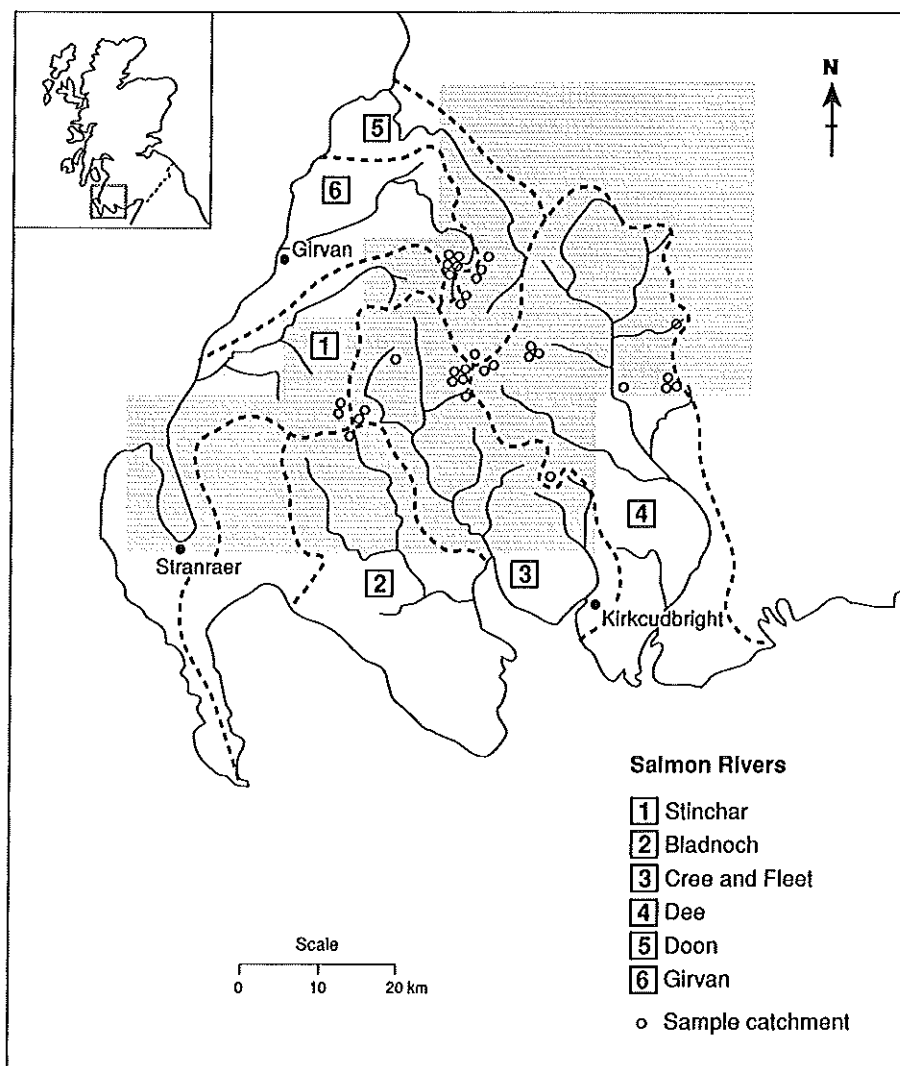 N
5
6
Girvan
1
4
Stranraer
2
3
Kirkcudbright
Salmon Rivers
1 Stinchar
2 Bladnoch
3 Cree and Fleet
4 Dee
5 Doon
6 Girvan
Sample catchment
Scale
0 10 20 km